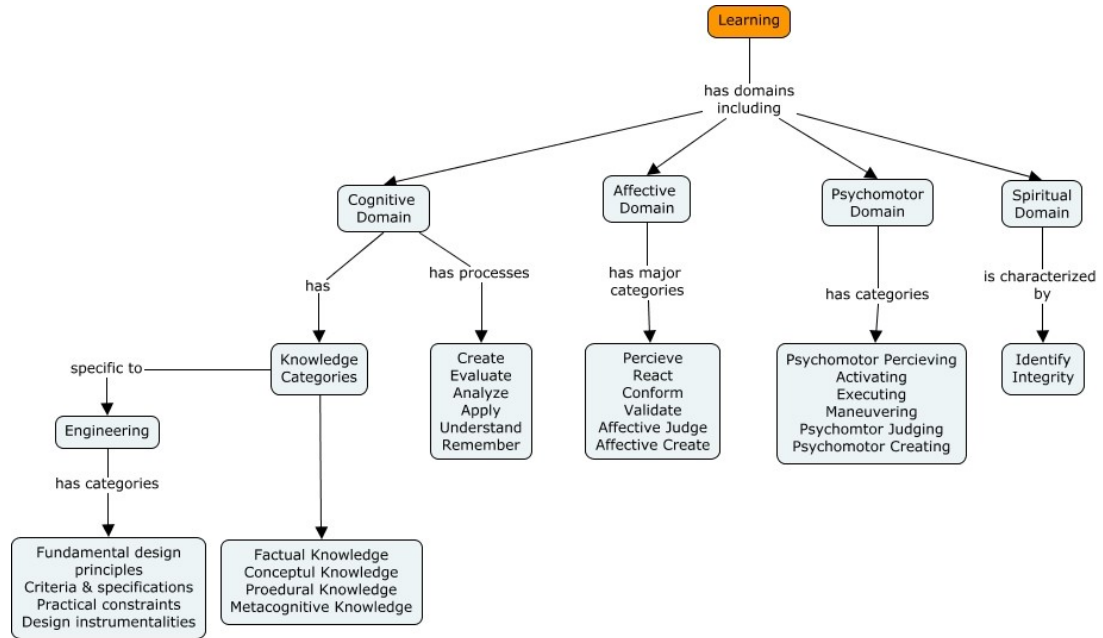 Learning
has domains
including
Cognitive
Domain
Affective
Domain
Psychomotor
Domain
Spiritual
Domain
has
has processes
has major
categories
has categories
is characterized
by
specific to
Knowledge
Categories
Create
Evaluate
Analyze
Apply
Understand
Remember
Percieve
React
Conform
Validate
Affective Judge
Affective Create
Psychomotor Percieving
Activating
Executing
Maneuvering
Psychomtor Judging
Psychomotor Creating
Identify
Integrity
Engineering
has categories
Fundamental design
principles
Criteria & specifications
Practical constraints
Design instrumentalities
Factual Knowledge
Conceptul Knowledge
Proedural Knowledge
Metacognitive Knowledge